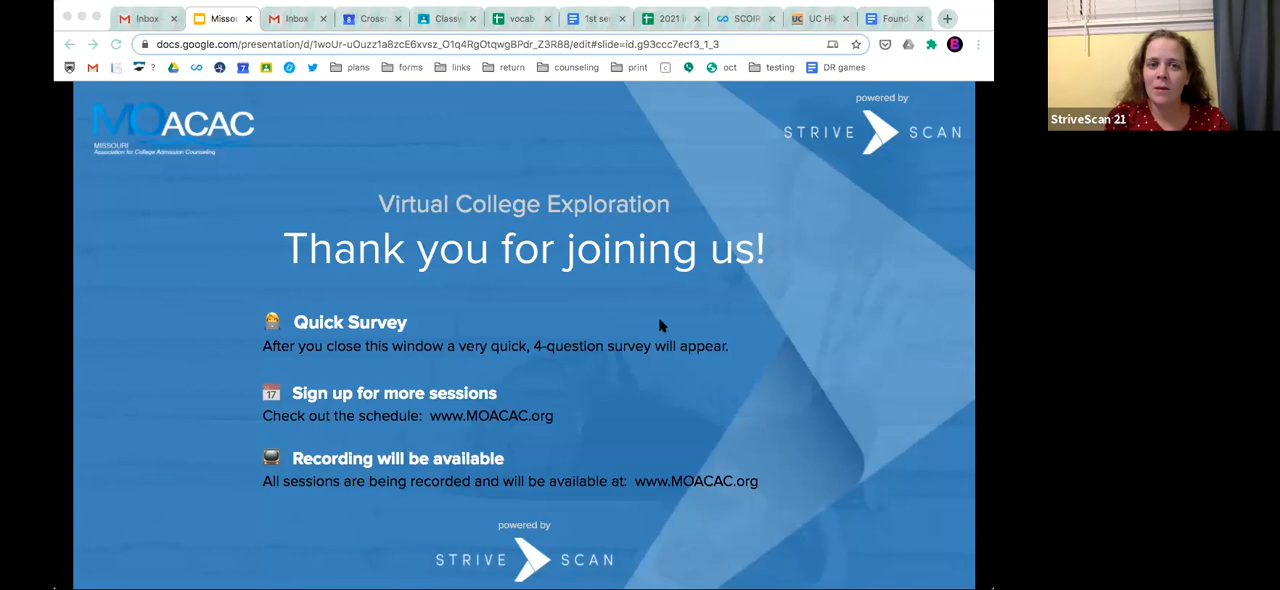 Inbox
Missou
Inbox
Cross
Classw
vocab
1st se
2021 i
SCOIR
UC Hi
Found
docs.google.com/presentation/d/1woUr-uOuzz1a8zcE6xvsz_O1q4RgOtqwgBPdr_Z3R88/edit#slide=id.g93ccc7ecf3_1_3
?
plans
forms
links
return
counseling
print
oct
testing
DR games
MOACAC
MISSOURI
Association for College Admission Counseling
powered by
STRIVE SCAN
Virtual College Exploration
Thank you for joining us!
Quick Survey
After you close this window a very quick, 4-question survey will appear.
17 Sign up for more sessions
Check out the schedule: www.MOACAC.org
Recording will be available
All sessions are being recorded and will be available at: www.MOACAC.org
powered by
STRIVE SCAN
StriveScan 21